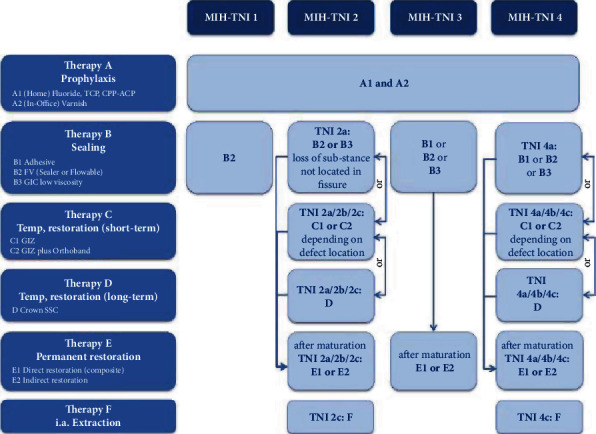 MIH-TNI 1
MIH-TNI 2
MIH-TNI 3
MIH-TNI 4
Therapy A
Prophylaxis
A1 (Home) Fluoride, TCP, CPP-ACP
A2 (In-Office) Varnish
A1 and A2
Therapy B
Sealing
B1 Adhesive
B2 FV (Sealer or Flowable)
B3 GIC low viscosity
B2
TNI 2a:
B2 or B3
loss of sub-stance
not located in
fissure
B1 or
B2 or
B3
TNI 4a:
B1 or B2
or B3
or
or
Therapy C
Temp, restoration (short-term)
C1 GIZ
C2 GIZ plus Orthoband
TNI 2a/2b/2c:
C1 or C2
depending on
defect location
TNI 4a/4b/4c:
C1 or C2
depending on
defect location
or
or
Therapy D
Temp, restoration (long-term)
D Crown SSC
TNI 2a/2b/2c:
D
TNI
4a/4b/4c:
D
Therapy E
Permanent restoration
E1 Direct restoration (composite)
E2 Indirect restoration
after maturation
TNI 2a/2b/2c:
E1 or E2
after maturation
E1 or E2
after maturation
TNI 4a/4b/4c:
E1 or E2
Therapy F
i.a. Extraction
TNI 2c: F
TNI 4c: F